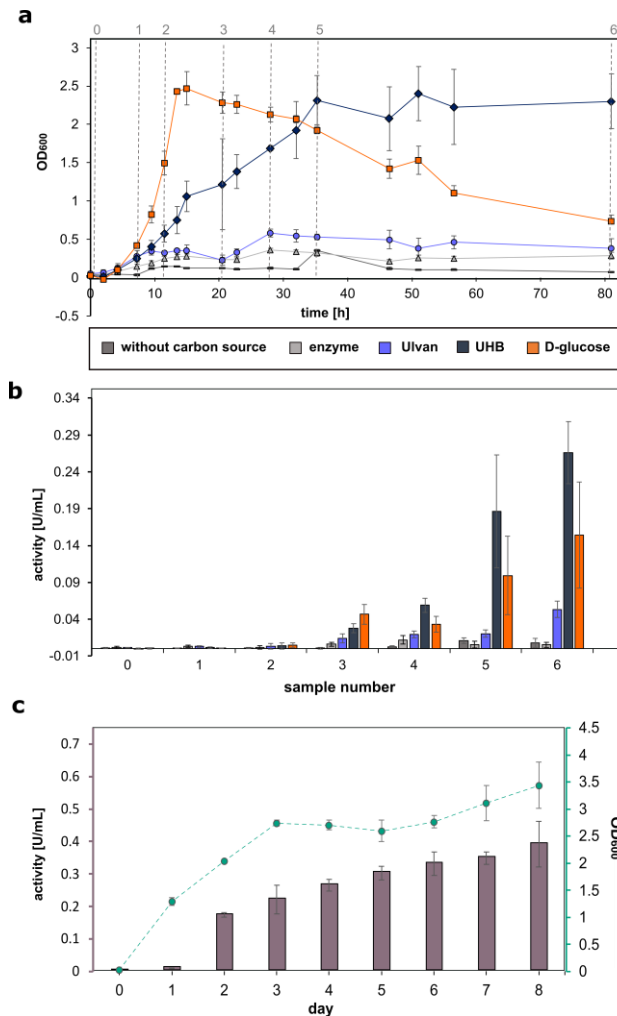 a
0 1 2 3 4 5 6
3
2.5
2
1.5
1
0.5
0
-0.5
OD600
0 10 20 30 40 50 60 70 80
time [h]
without carbon source enzyme Ulvan UHB D-glucose
b
0.34
0.29
0.24
0.19
0.14
0.09
0.04
-0.01
activity [U/mL]
0 1 2 3 4 5 6
sample number
c
0.7
0.6
0.5
0.4
0.3
0.2
0.1
0
activity [U/mL]
4.5
4
3.5
3
2.5
2
1.5
1
0.5
0
OD600
0 1 2 3 4 5 6 7 8
day